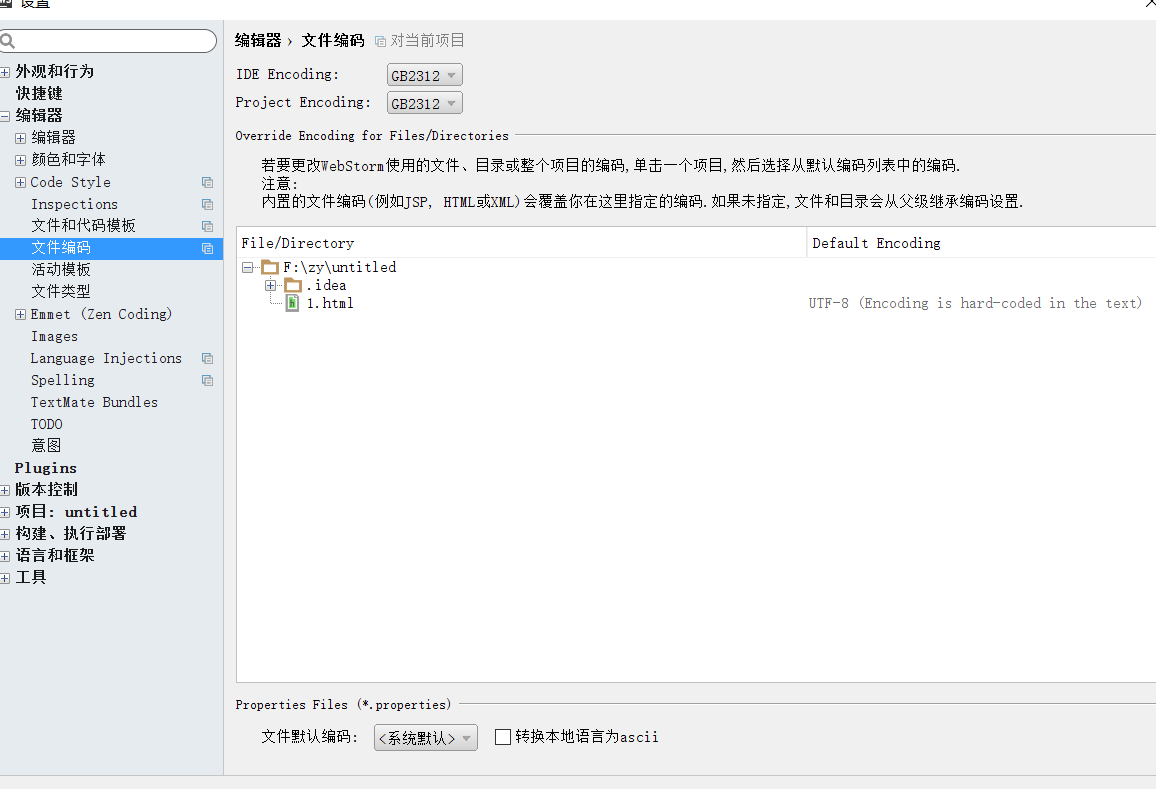 设置
外观和行为
快捷键
编辑器
编辑器
颜色和字体
Code Style
Inspections
文件和代码模板
文件编码
活动模板
文件类型
Emmet (Zen Coding)
Images
Language Injections
Spelling
TextMate Bundles
TODO
意图
Plugins
版本控制
项目: untitled
构建、执行部署
语言和框架
工具
编辑器 › 文件编码 对当前项目
IDE Encoding: GB2312
Project Encoding: GB2312
Override Encoding for Files/Directories
若要更改WebStorm使用的文件、目录或整个项目的编码,单击一个项目,然后选择从默认编码列表中的编码.
注意:
内置的文件编码(例如JSP, HTML或XML)会覆盖你在这里指定的编码.如果未指定,文件和目录会从父级继承编码设置.
File/Directory Default Encoding
F:\zy\untitled
.idea
1.html UTF-8 (Encoding is hard-coded in the text)
Properties Files (*.properties)
文件默认编码: <系统默认> 转换本地语言为ascii